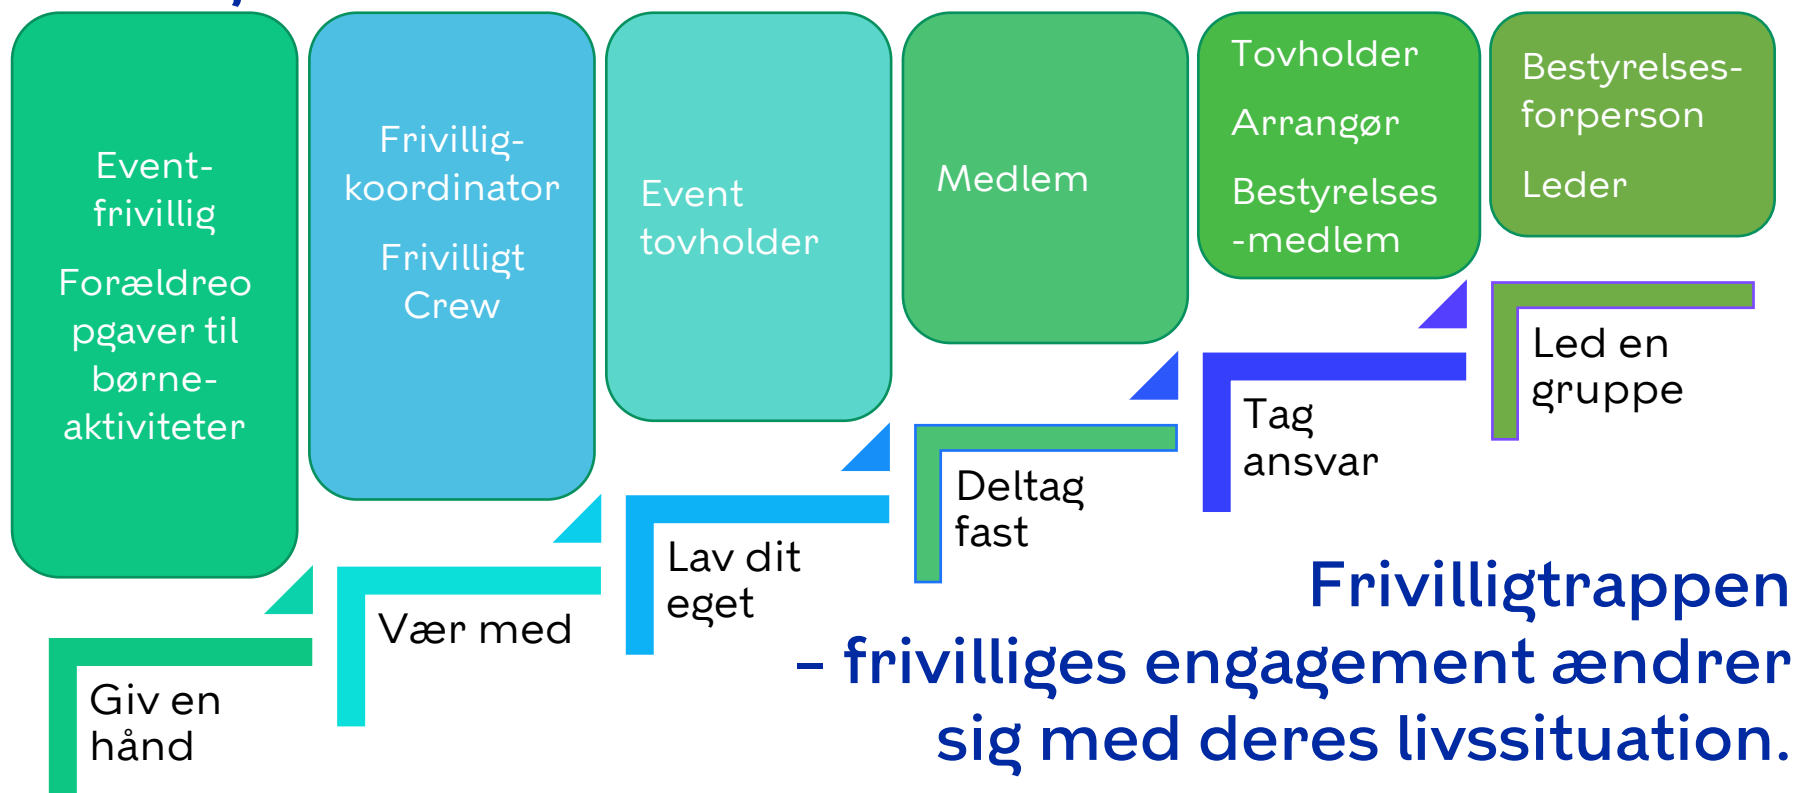 Event-
frivillig
Forældreo
pgaver til
børne-
aktiviteter
Frivillig-
koordinator
Frivilligt
Crew
Event
tovholder
Medlem
Tovholder
Arrangør
Bestyrelses
-medlem
Bestyrelses-
forperson
Leder
Giv en
hånd
Vær med
Lav dit
eget
Deltag
fast
Tag
ansvar
Led en
gruppe
Frivilligtrappen
– frivilliges engagement ændrer
sig med deres livssituation.